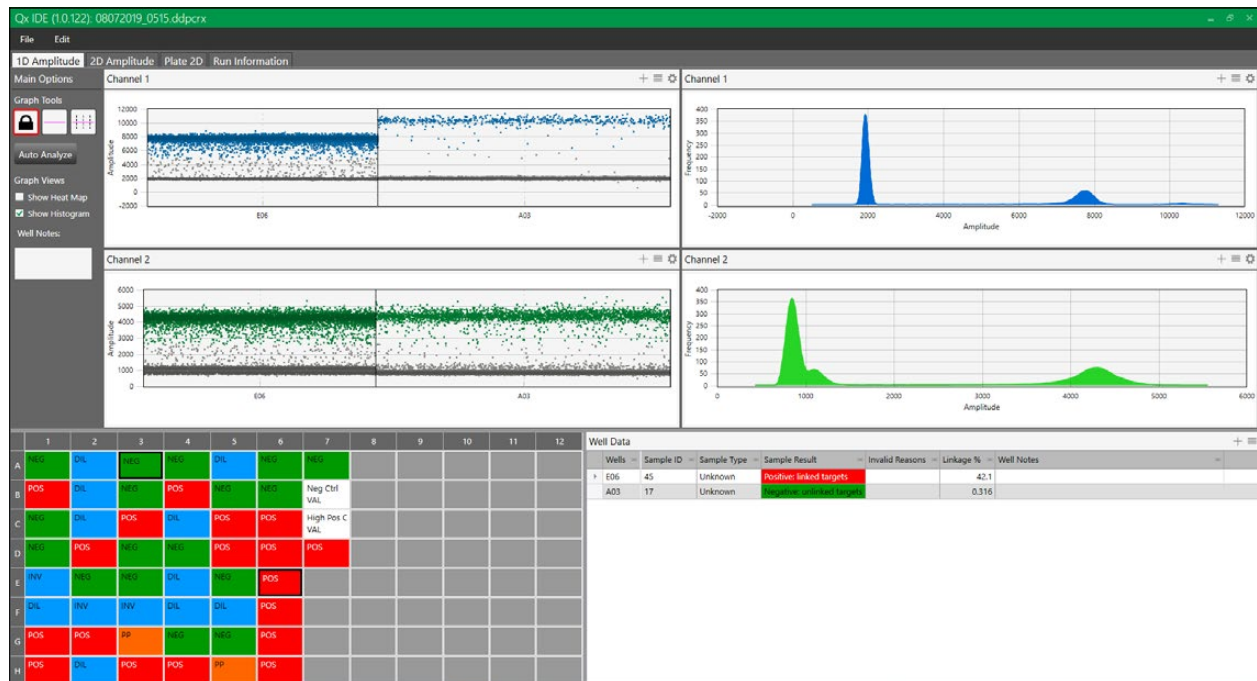 Qx IDE (1.0.122): 08072019_0515.ddpcrx
File Edit
1D Amplitude 2D Amplitude Plate 2D Run Information
Main Options
Graph Tools
Auto Analyze
Graph Views
Show Heat Map
Show Histogram
Well Notes:
Channel 1
Amplitude
12000
10000
8000
6000
4000
2000
0
-2000
E06 A03
Channel 1
Frequency
400
350
300
250
200
150
100
50
0
-2000 0 2000 4000 6000 8000 10000 12000
Amplitude
Channel 2
Amplitude
6000
5000
4000
3000
2000
1000
0
E06 A03
Channel 2
Frequency
400
350
300
250
200
150
100
50
0
0 1000 2000 3000 4000 5000 6000
Amplitude
1 2 3 4 5 6 7 8 9 10 11 12
A NEG DIL NEG NEG DIL NEG NEG
B POS DIL NEG POS NEG NEG Neg Ctrl
VAL
C NEG DIL POS DIL POS POS High Pos C
VAL
D NEG POS NEG NEG POS POS POS
E INV NEG NEG DIL NEG POS
F DIL INV INV DIL DIL POS
G POS POS PP NEG NEG POS
H POS DIL POS POS PP POS
Well Data
Wells Sample ID Sample Type Sample Result Invalid Reasons Linkage % Well Notes
E06 45 Unknown Positive: linked targets 42.1
A03 17 Unknown Negative: unlinked targets 0.316